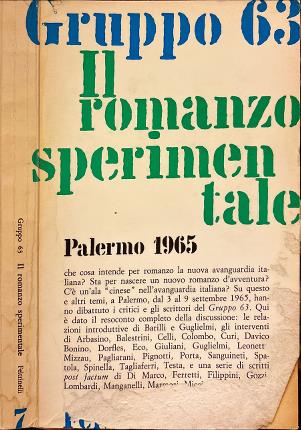 Gruppo 63
Il
romanzo
sperimen
tale
Palermo 1965
che cosa intende per romanzo la nuova avanguardia ita-
liana? Sta per nascere un nuovo romanzo d'avventura?
C'è un'ala "cinese" nell'avanguardia italiana? Su questo
e altri temi, a Palermo, dal 3 al 9 settembre 1965, han-
no dibattuto i critici e gli scrittori del Gruppo 63. Qui
è dato il resoconto completo della discussione: le re-
lazioni introduttive di Barilli e Guglielmi, gli interventi
di Arbasino, Balestrini, Celli, Colombo, Curi, Davico
Bonino, Dorfles, Eco, Giuliani, Guglielmi, Leonett
Mizzau, Pagliarani, Pignotti, Porta, Sanguineti, Spa-
tola, Spinella, Tagliaferri, Testa, e una serie di scritti
post factum di Di Marco, Ferretti, Filippini, Gozzi
Lombardi, Manganelli,
Gruppo 63 Il romanzo sperimentale Feltrinelli
7